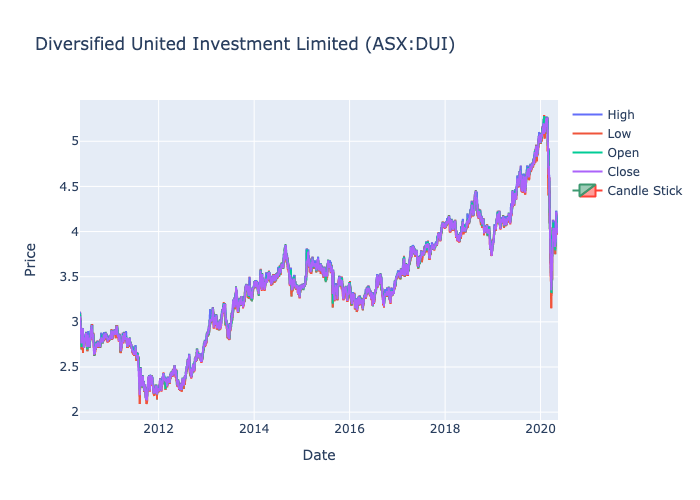 Diversified United Investment Limited (ASX:DUI)
High
Low
Open
Close
Candle Stick
5
4.5
4
3.5
3
2.5
2
Price
2012
2014
2016
2018
2020
Date